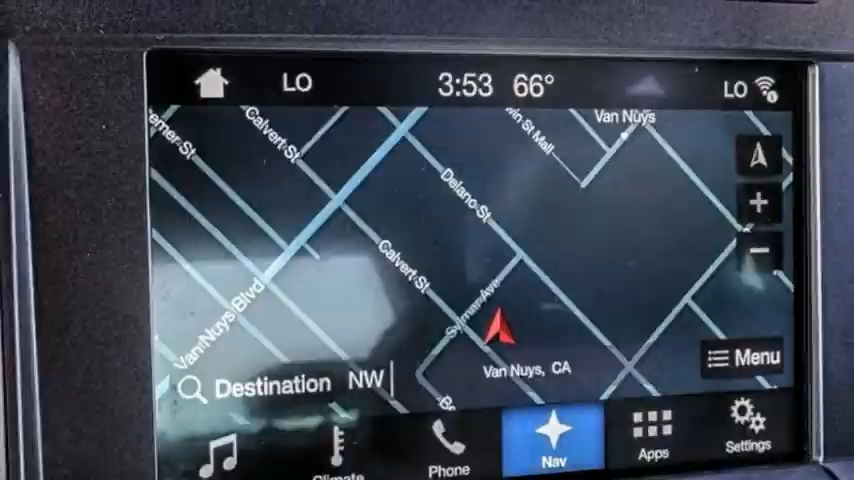 LO
3:53 66°
LO
Calvert St
Van Nuys
Delano St
Calvert St
Van Nuys Blvd
Sylmar Ave
Van Nuys, CA
Menu
Destination NW
Climate
Phone
Nav
Apps
Settings